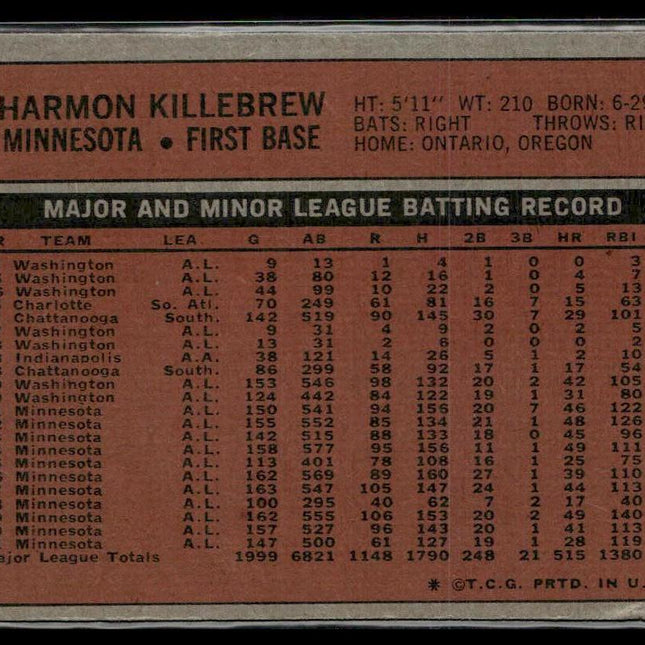 HARMON KILLEBREW
MINNESOTA • FIRST BASE
HT: 5'11" WT: 210 BORN: 6-29
BATS: RIGHT THROWS: RI
HOME: ONTARIO, OREGON
MAJOR AND MINOR LEAGUE BATTING RECORD
R TEAM LEA G AB R H 2B 3B HR RBI
Washington A.L. 9 13 1 4 1 0 0 3
Washington A.L. 38 80 12 16 1 0 4 7
Washington A.L. 44 99 10 22 2 0 5 13
Charlotte So. Atl. 70 249 61 81 16 7 15 63
Chattanooga South. 142 519 90 145 30 7 29 101
Washington A.L. 9 31 4 9 2 0 2 5
Washington A.L. 13 31 2 6 0 0 0 2
Indianapolis A.A. 38 121 14 26 5 1 2 10
Chattanooga South. 86 299 58 92 17 1 17 54
Washington A.L. 153 546 98 132 20 2 42 105
Washington A.L. 124 442 84 122 19 1 31 80
Minnesota A.L. 150 541 94 156 20 7 46 122
Minnesota A.L. 155 552 85 134 21 1 48 126
Minnesota A.L. 142 515 88 133 18 0 45 96
Minnesota A.L. 158 577 95 156 11 1 49 111
Minnesota A.L. 113 401 78 108 16 1 25 75
Minnesota A.L. 162 569 89 160 27 1 39 110
Minnesota A.L. 163 547 105 147 24 1 44 113
Minnesota A.L. 100 295 40 62 7 2 17 40
Minnesota A.L. 162 555 106 153 20 2 49 140
Minnesota A.L. 157 527 96 143 20 1 41 113
Minnesota A.L. 147 500 61 127 13 1 28 119
ajor League Totals 1999 6821 1148 1790 248 21 515 1380
* ©T.C.G. PRTD. IN U.